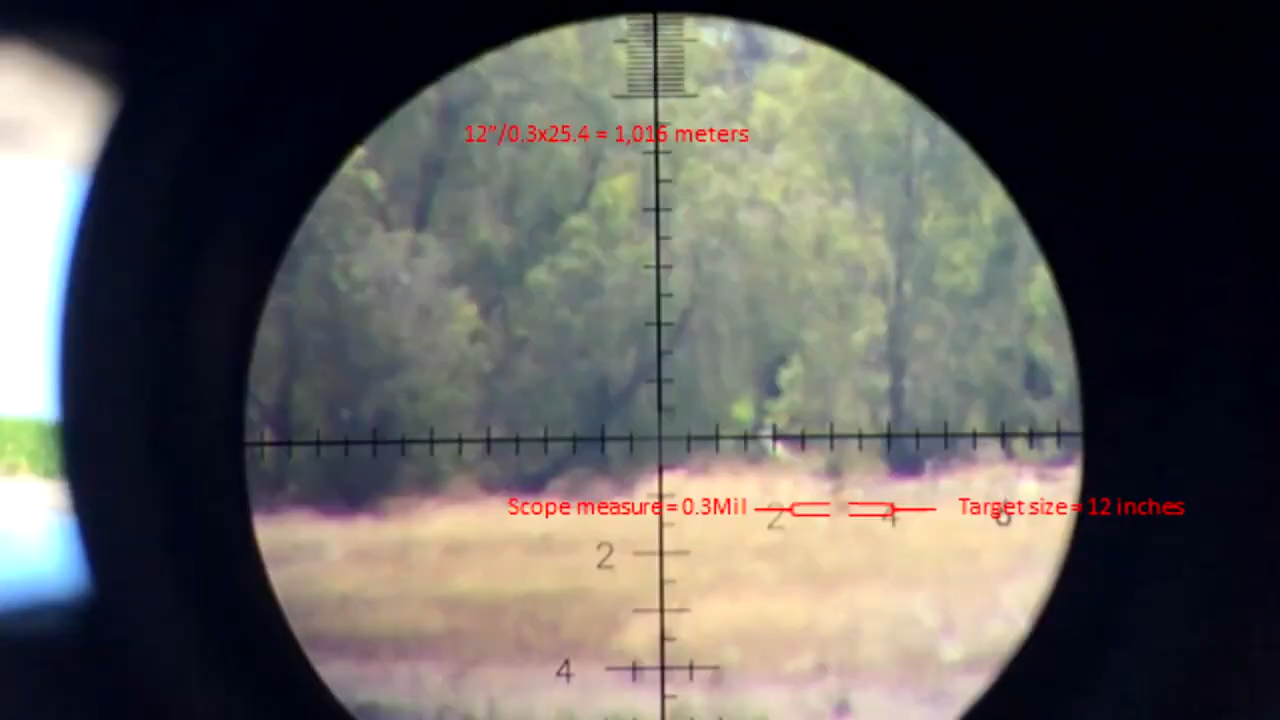 12"/0.3x25.4 = 1,016 meters
Scope measure = 0.3Mil
Target size = 12 inches
2 4 6
2
4